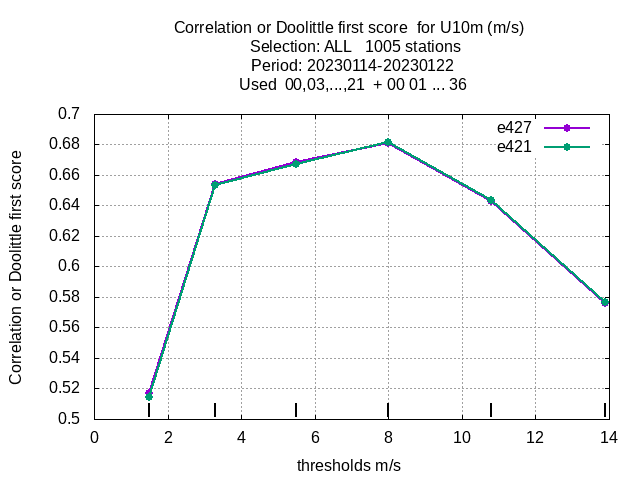 Correlation or Doolittle first score  for U10m (m/s)
Selection: ALL   1005 stations
Period: 20230114-20230122
Used  00,03,...,21  + 00 01 ... 36
e427
e421
Correlation or Doolittle first score
0.7
0.68
0.66
0.64
0.62
0.6
0.58
0.56
0.54
0.52
0.5
0 2 4 6 8 10 12 14
thresholds m/s